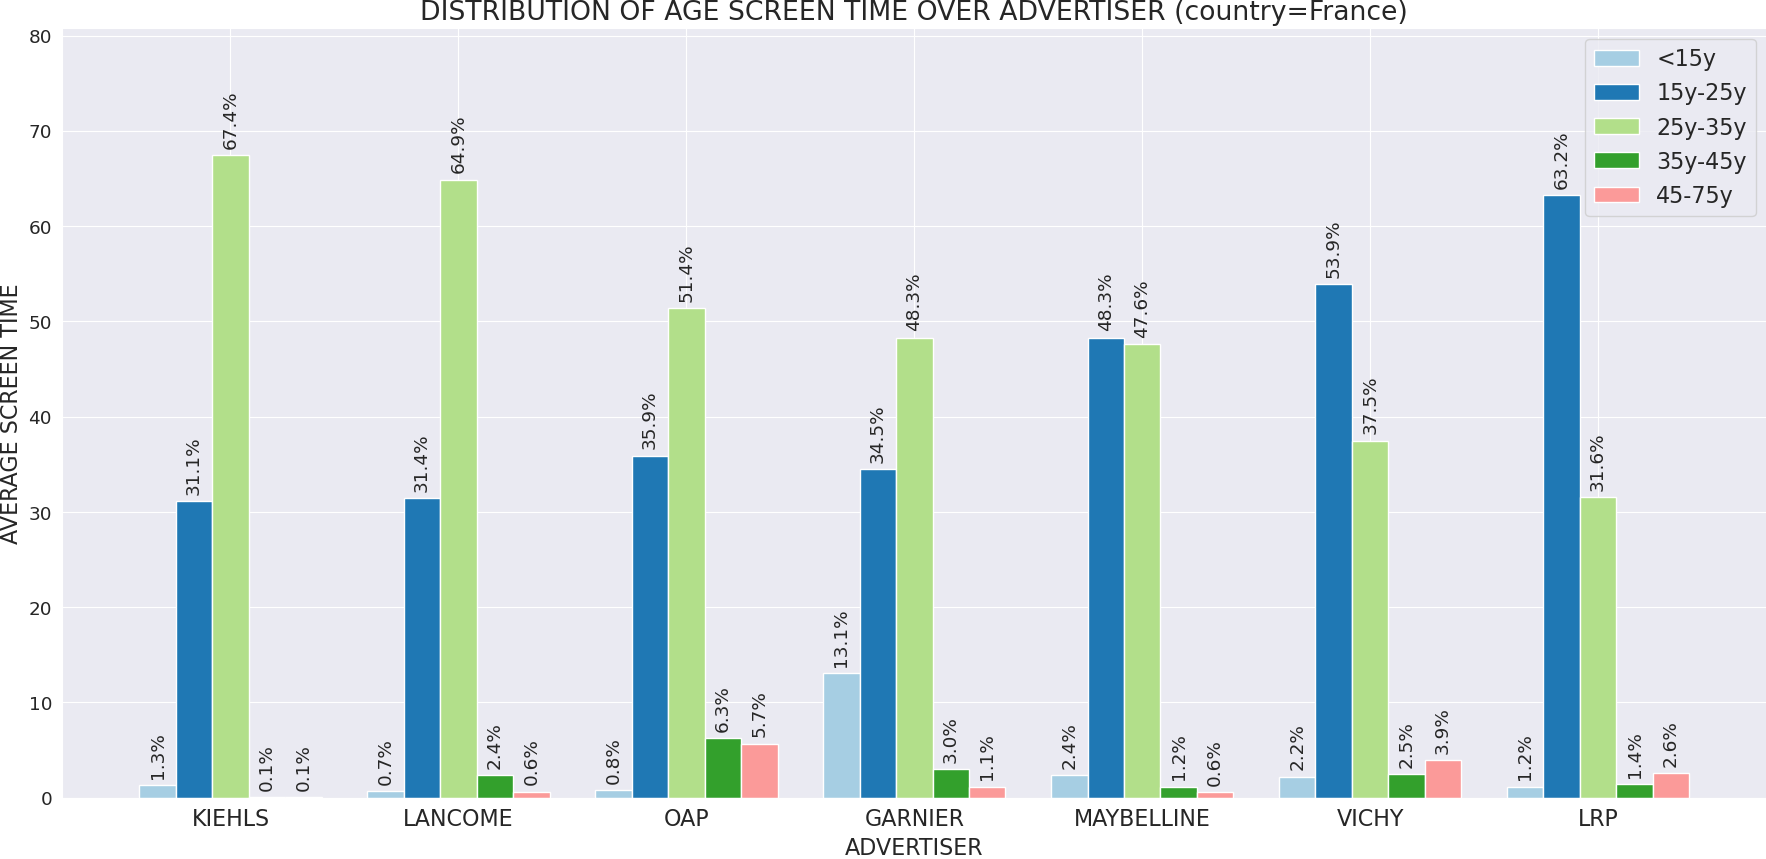 DISTRIBUTION OF AGE SCREEN TIME OVER ADVERTISER (country=France)
AVERAGE SCREEN TIME
80
70
60
50
40
30
20
10
0
<15y
15y-25y
25y-35y
35y-45y
45-75y
1.3%
31.1%
67.4%
0.1%
0.1%
0.7%
31.4%
64.9%
2.4%
0.6%
0.8%
35.9%
51.4%
6.3%
5.7%
13.1%
34.5%
48.3%
3.0%
1.1%
2.4%
48.3%
47.6%
1.2%
0.6%
2.2%
53.9%
37.5%
2.5%
3.9%
1.2%
63.2%
31.6%
1.4%
2.6%
KIEHLS
LANCOME
OAP
GARNIER
MAYBELLINE
VICHY
LRP
ADVERTISER